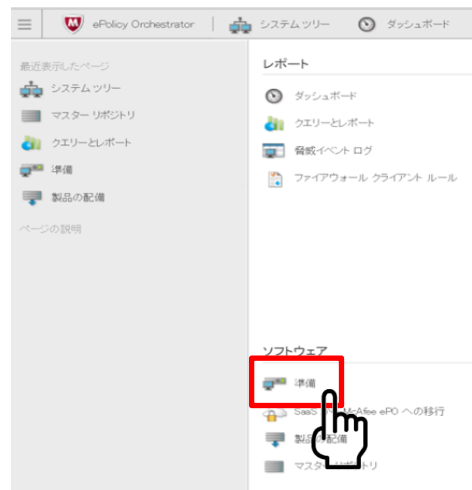 ePolicy Orchestrator システム ツリー ダッシュボード
最近表示したページ
システム ツリー
マスター リポジトリ
クエリーとレポート
準備
製品の配備
ページの説明
レポート
ダッシュボード
クエリーとレポート
脅威イベント ログ
ファイアウォール クライアント ルール
ソフトウェア
準備
SaaS McAfee ePO への移行
製品の配備
マスター リポジトリ